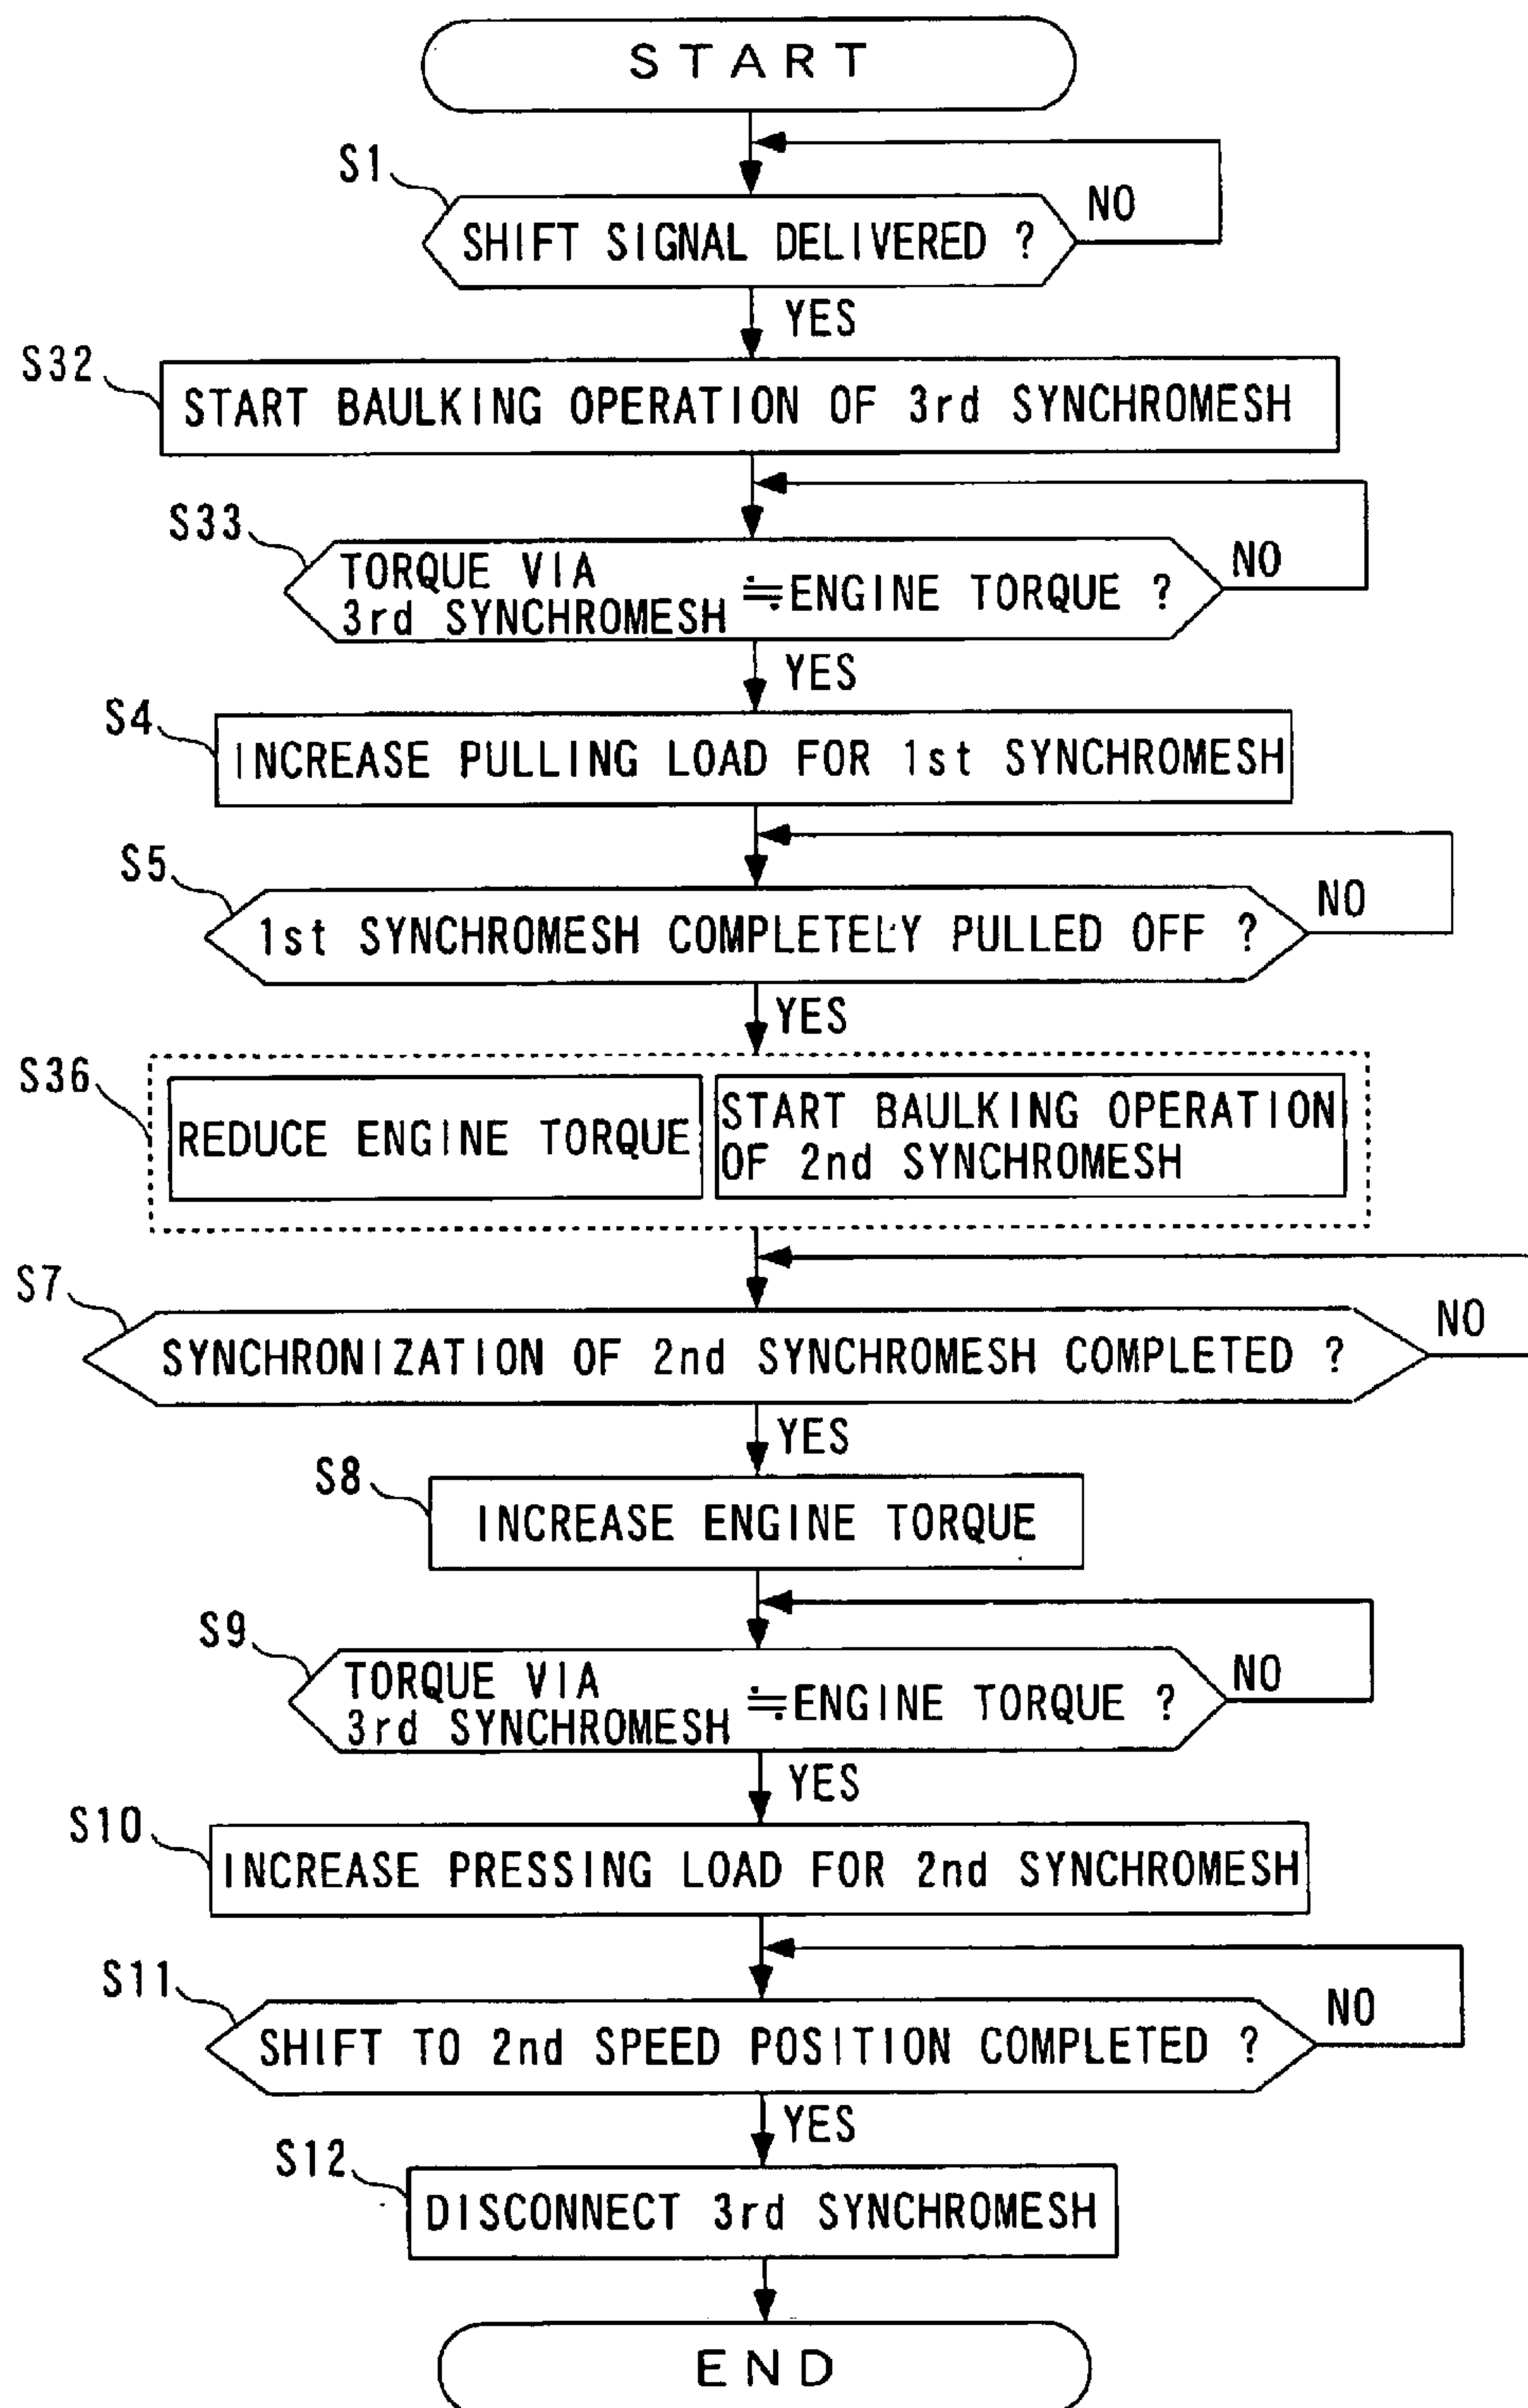 START
S1
SHIFT SIGNAL DELIVERED ?
NO
YES
S32
START BAULKING OPERATION OF 3rd SYNCHROMESH
S33
TORQUE VIA
3rd SYNCHROMESH ≒ENGINE TORQUE ?
NO
YES
S4
INCREASE PULLING LOAD FOR 1st SYNCHROMESH
S5
1st SYNCHROMESH COMPLETELY PULLED OFF ?
NO
YES
S36
REDUCE ENGINE TORQUE
START BAULKING OPERATION
OF 2nd SYNCHROMESH
S7
SYNCHRONIZATION OF 2nd SYNCHROMESH COMPLETED ?
NO
YES
S8
INCREASE ENGINE TORQUE
S9
TORQUE VIA
3rd SYNCHROMESH ≒ENGINE TORQUE ?
NO
YES
S10
INCREASE PRESSING LOAD FOR 2nd SYNCHROMESH
S11
SHIFT TO 2nd SPEED POSITION COMPLETED ?
NO
YES
S12
DISCONNECT 3rd SYNCHROMESH
END